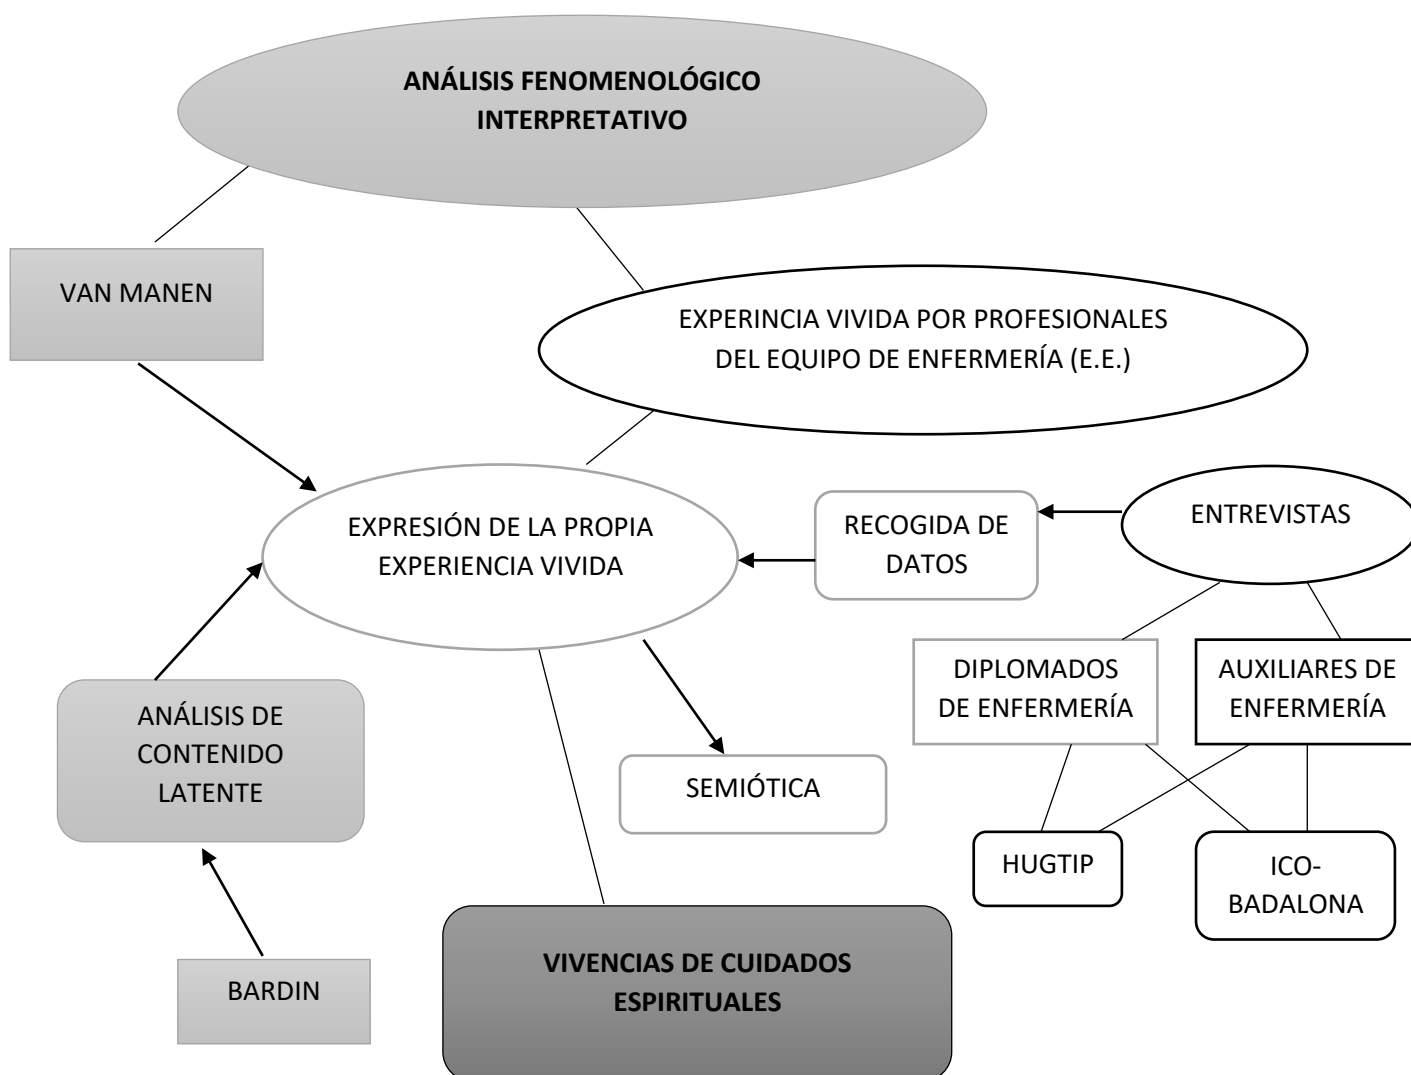 ANÁLISIS FENOMENOLÓGICO
INTERPRETATIVO
VAN MANEN
EXPERINCIA VIVIDA POR PROFESIONALES
DEL EQUIPO DE ENFERMERÍA (E.E.)
EXPRESIÓN DE LA PROPIA
EXPERIENCIA VIVIDA
RECOGIDA DE
DATOS
ENTREVISTAS
DIPLOMADOS
DE ENFERMERÍA
AUXILIARES DE
ENFERMERÍA
ANÁLISIS DE
CONTENIDO
LATENTE
SEMIÓTICA
HUGTIP
ICO-
BADALONA
BARDIN
VIVENCIAS DE CUIDADOS
ESPIRITUALES